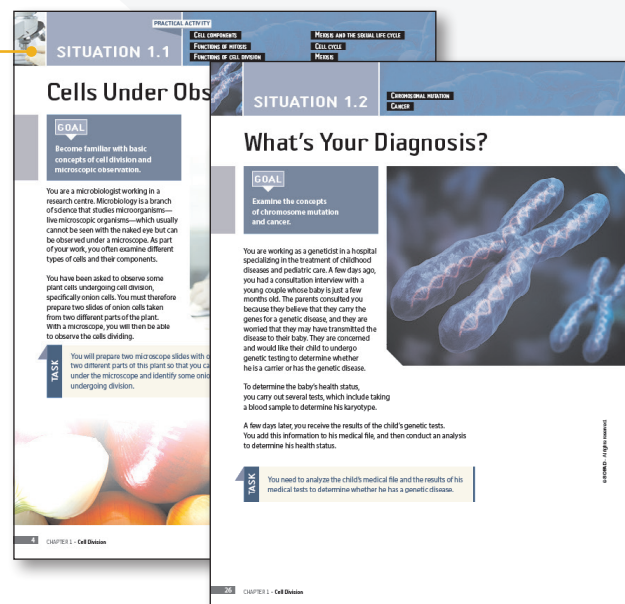 PRACTICAL ACTIVITY
SITUATION 1.1
CELL COMPONENTS
FUNCTIONS OF MITOSIS
FUNCTIONS OF CELL DIVISION
MEIOSIS AND THE SEXUAL LIFE CYCLE
CELL CYCLE
MEIOSIS
Cells Under Obs
GOAL
Become familiar with basic
concepts of cell division and
microscopic observation.
You are a microbiologist working in a
research centre. Microbiology is a branch
of science that studies microorganisms—
live microscopic organisms—which usually
cannot be seen with the naked eye but can
be observed under a microscope. As part
of your work, you often examine different
types of cells and their components.
You have been asked to observe some
plant cells undergoing cell division,
specifically onion cells. You must therefore
prepare two slides of onion cells taken
from two different parts of the plant.
With a microscope, you will then be able
to observe the cells dividing.
TASK
You will prepare two microscope slides with o
two different parts of this plant so that you ca
under the microscope and identify some onio
undergoing division.
4 CHAPTER 1 – Cell Division
SITUATION 1.2
CHROMOSOMAL MUTATION
CANCER
What's Your Diagnosis?
GOAL
Examine the concepts
of chromosome mutation
and cancer.
You are working as a geneticist in a hospital
specializing in the treatment of childhood
diseases and pediatric care. A few days ago,
you had a consultation interview with a
young couple whose baby is just a few
months old. The parents consulted you
because they believe that they carry the
genes for a genetic disease, and they are
worried that they may have transmitted the
disease to their baby. They are concerned
and would like their child to undergo
genetic testing to determine whether
he is a carrier or has the genetic disease.
To determine the baby's health status,
you carry out several tests, which include taking
a blood sample to determine his karyotype.
A few days later, you receive the results of the child's genetic tests.
You add this information to his medical file, and then conduct an analysis
to determine his health status.
TASK
You need to analyze the child's medical file and the results of his
medical tests to determine whether he has a genetic disease.
26 CHAPTER 1 – Cell Division